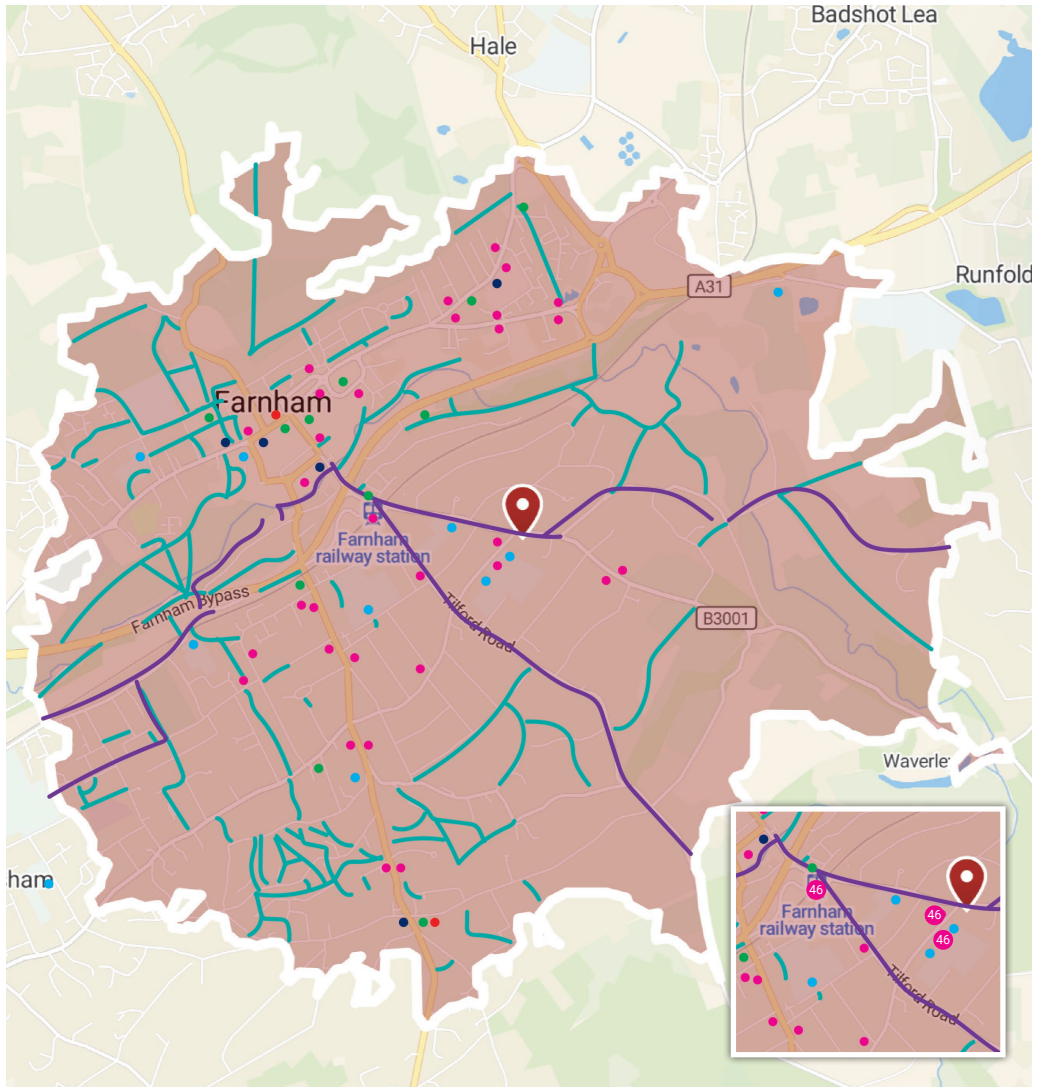 Badshot Lea
Hale
Runfold
A31
Farnham
Farnham
railway station
Farnham Bypass
Tilford Road
B3001
Waverley
ham
46
46
46
Farnham
railway station
Tilford Road